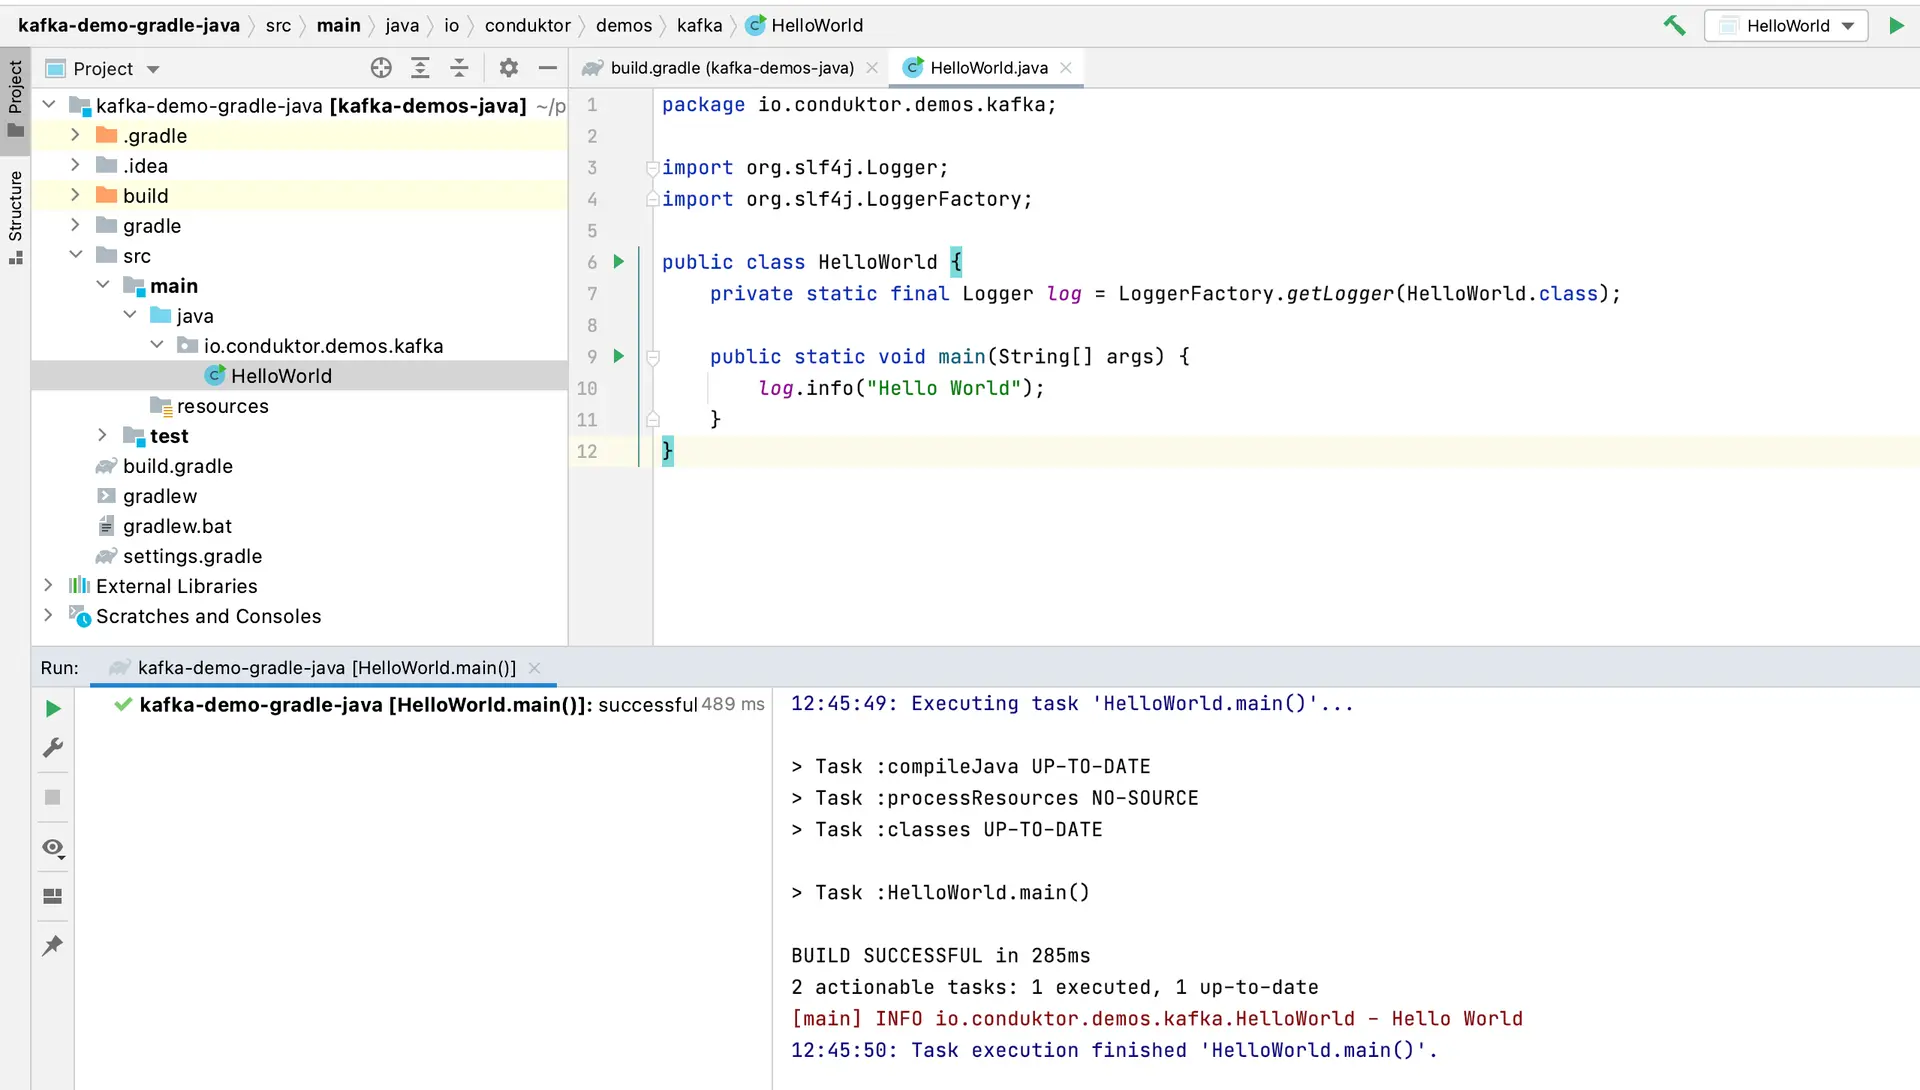 kafka-demo-gradle-java src main java io conduktor demos kafka HelloWorld HelloWorld
Project
Structure
Project
kafka-demo-gradle-java [kafka-demos-java] ~/p
.gradle
.idea
build
gradle
src
main
java
io.conduktor.demos.kafka
HelloWorld
resources
test
build.gradle
gradlew
gradlew.bat
settings.gradle
External Libraries
Scratches and Consoles
build.gradle (kafka-demos-java) HelloWorld.java
1 package io.conduktor.demos.kafka;
2
3 import org.slf4j.Logger;
4 import org.slf4j.LoggerFactory;
5
6 public class HelloWorld {
7 private static final Logger log = LoggerFactory.getLogger(HelloWorld.class);
8
9 public static void main(String[] args) {
10 log.info("Hello World");
11 }
12 }
Run: kafka-demo-gradle-java [HelloWorld.main()]
kafka-demo-gradle-java [HelloWorld.main()]: successful 489 ms
12:45:49: Executing task 'HelloWorld.main()'...
> Task :compileJava UP-TO-DATE
> Task :processResources NO-SOURCE
> Task :classes UP-TO-DATE
> Task :HelloWorld.main()
BUILD SUCCESSFUL in 285ms
2 actionable tasks: 1 executed, 1 up-to-date
[main] INFO io.conduktor.demos.kafka.HelloWorld - Hello World
12:45:50: Task execution finished 'HelloWorld.main()'.